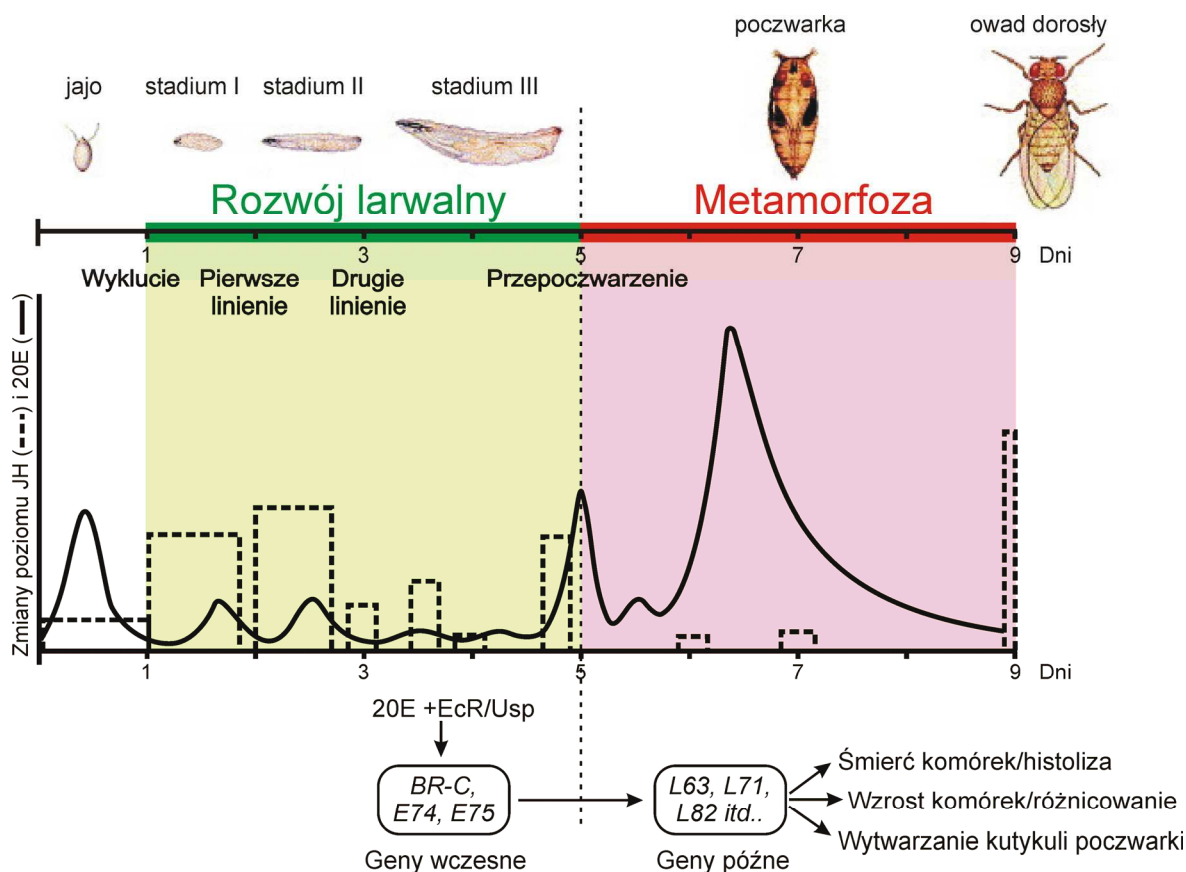 poczwarka
owad dorosły
jajo
stadium I
stadium II
stadium III
Rozwój larwalny
Metamorfoza
1
3
5
7
9
Dni
Wyklucie
Pierwsze
linienie
Drugie
linienie
Przepoczwarzenie
Zmiany poziomu JH (---) i 20E (—)
1
3
5
7
9
Dni
20E +EcR/Usp
BR-C,
E74, E75
Geny wczesne
L63, L71,
L82 itd..
Geny późne
Śmierć komórek/histoliza
Wzrost komórek/różnicowanie
Wytwarzanie kutykuli poczwarki